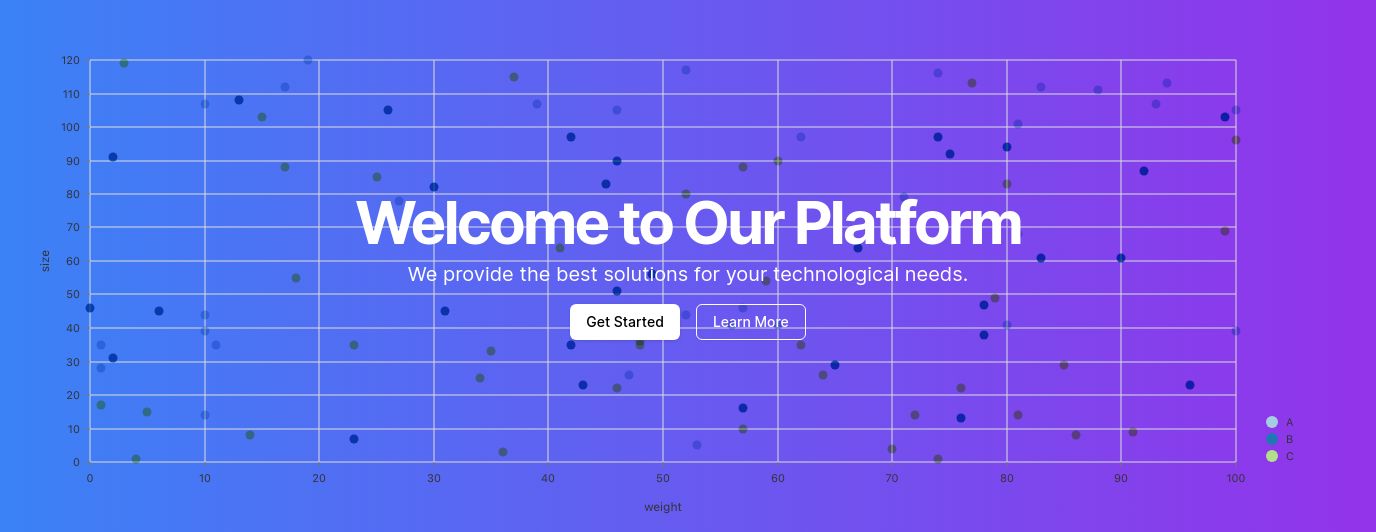 120
110
100
90
80
70
60
50
40
30
20
10
0
size
Welcome to Our Platform
We provide the best solutions for your technological needs.
Get Started Learn More
A
B
C
0 10 20 30 40 50 60 70 80 90 100
weight